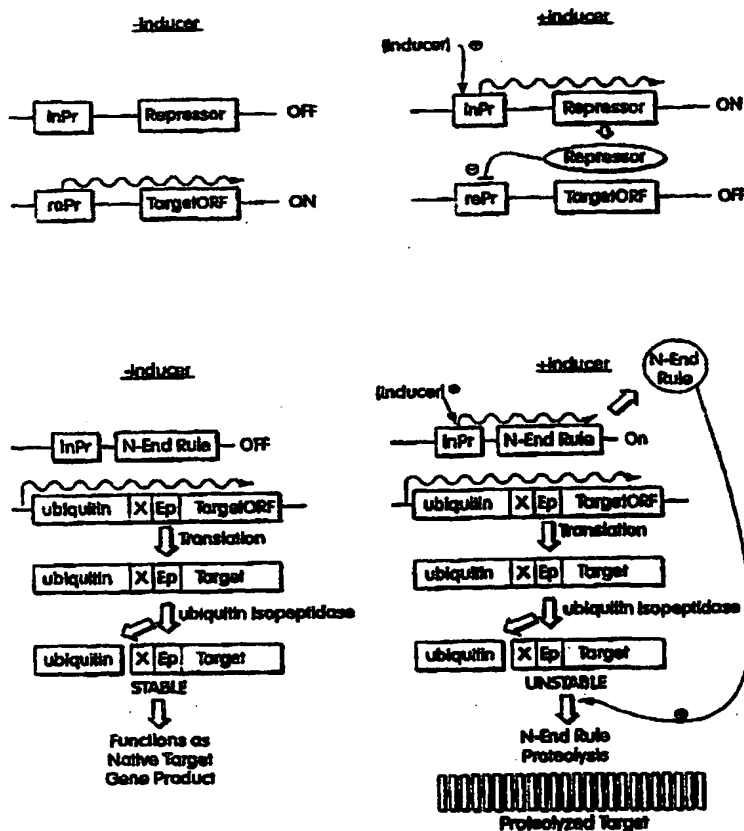 -Inducer
InPr
Repressor
OFF
rePr
TargetORF
ON
+Inducer
[Inducer]
InPr
Repressor
ON
Repressor
rePr
TargetORF
OFF
-Inducer
InPr
N-End Rule
OFF
ubiquitin X Ep TargetORF
Translation
ubiquitin X Ep Target
ubiquitin Isopeptidase
ubiquitin X Ep Target
STABLE
Functions as
Native Target
Gene Product
+Inducer
N-End
Rule
[Inducer]
InPr
N-End Rule
On
ubiquitin X Ep TargetORF
Translation
ubiquitin X Ep Target
ubiquitin Isopeptidase
ubiquitin X Ep Target
UNSTABLE
N-End Rule
Proteolysis
Proteolyzed Target